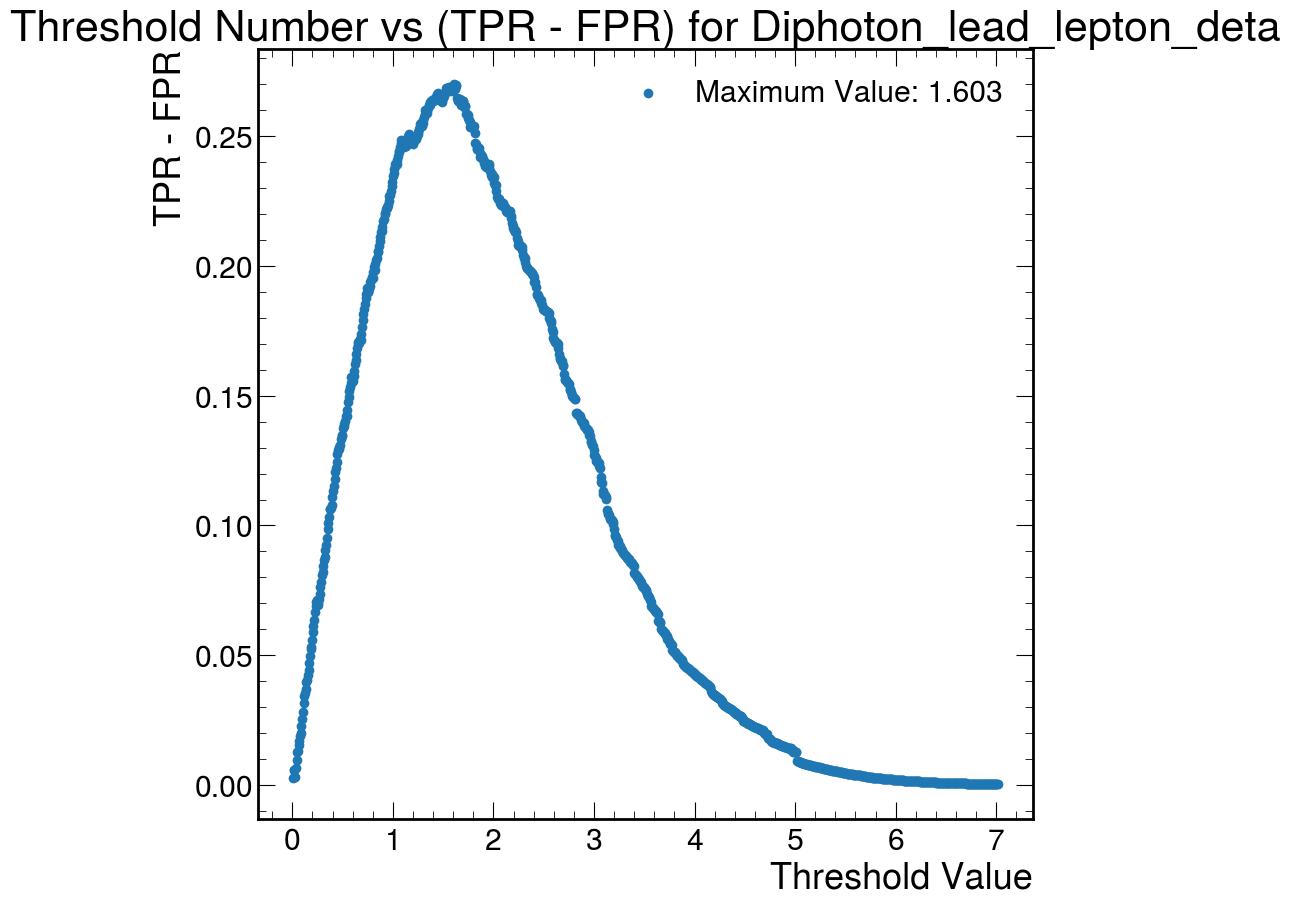 Threshold Number vs (TPR - FPR) for Diphoton_lead_lepton_deta
TPR - FPR
Maximum Value: 1.603
0.25
0.20
0.15
0.10
0.05
0.00
0 1 2 3 4 5 6 7
Threshold Value